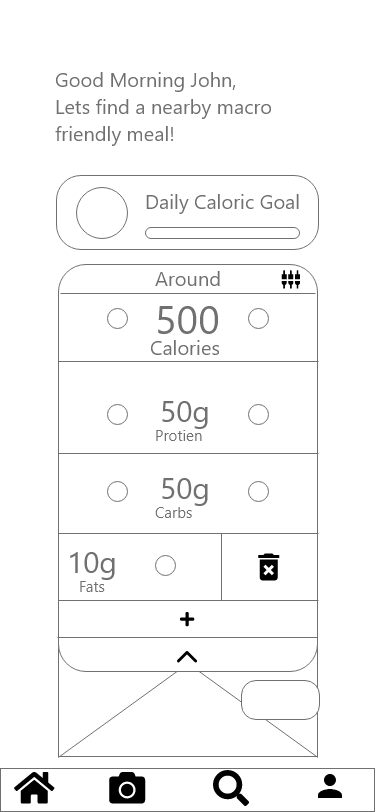 Good Morning John,
Lets find a nearby macro
friendly meal!
Daily Caloric Goal
Around
500
Calories
50g
Protien
50g
Carbs
10g
Fats